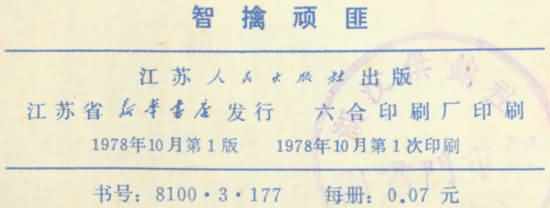 智擒顽匪
江苏人民出版社出版
江苏省新华书店发行 六合印刷厂印刷
1978年10月第1版 1978年10月第1次印刷
书号：8100·3·177 每册：0.07 元